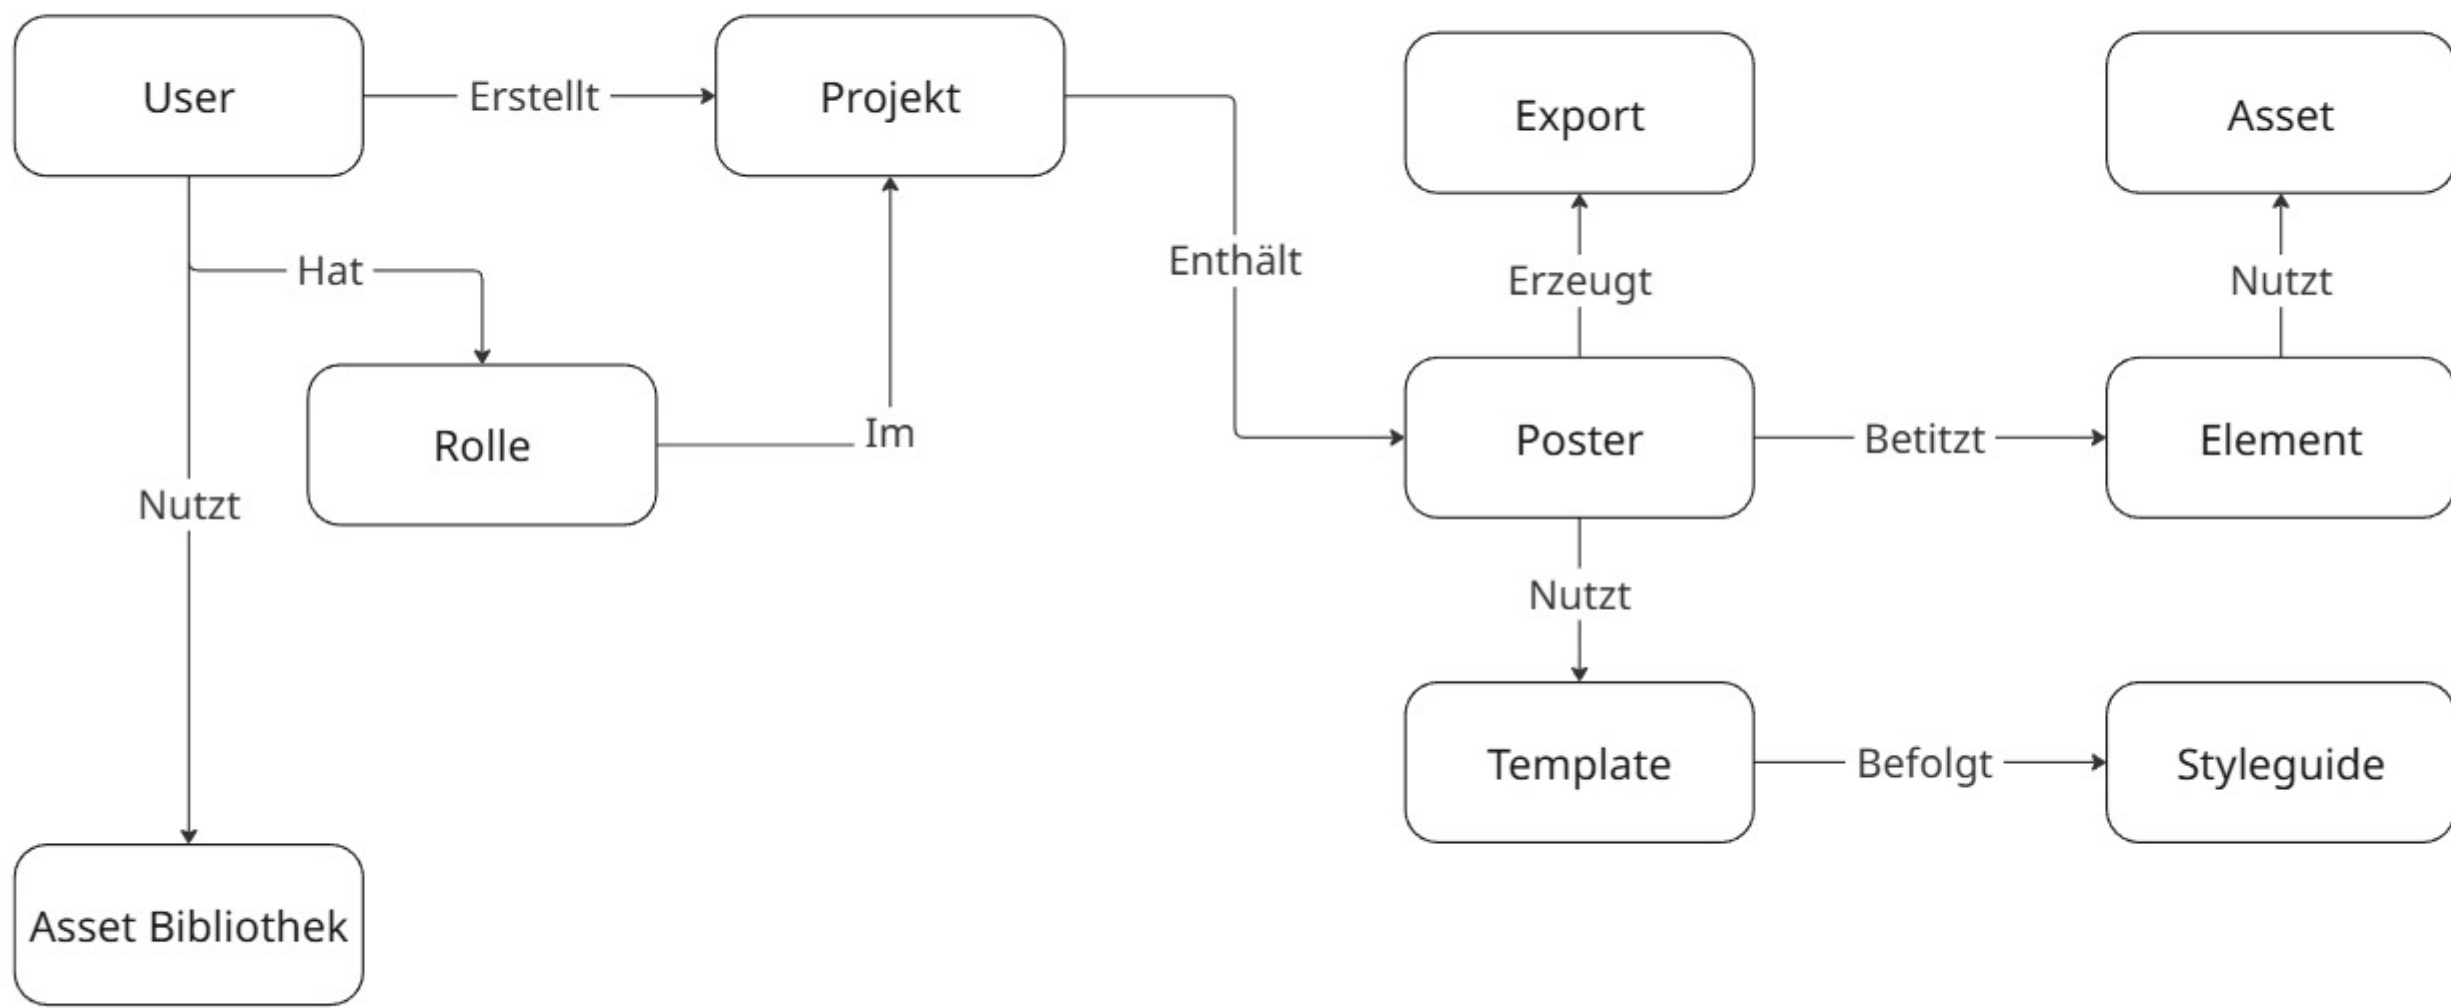 User
Erstellt
Projekt
Export
Asset
Hat
Enthält
Erzeugt
Nutzt
Rolle
Im
Poster
Betitzt
Element
Nutzt
Nutzt
Template
Befolgt
Styleguide
Asset Bibliothek